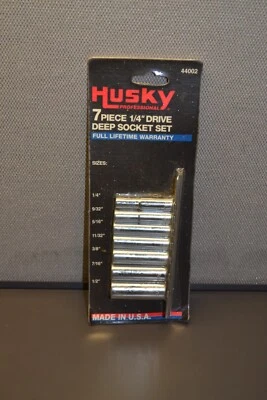 44002
HUSKY
PROFESSIONAL
7 PIECE 1/4" DRIVE
DEEP SOCKET SET
FULL LIFETIME WARRANTY
SIZES:
1/4"
9/32"
5/16"
11/32"
3/8"
7/16"
1/2"
MADE IN U.S.A.